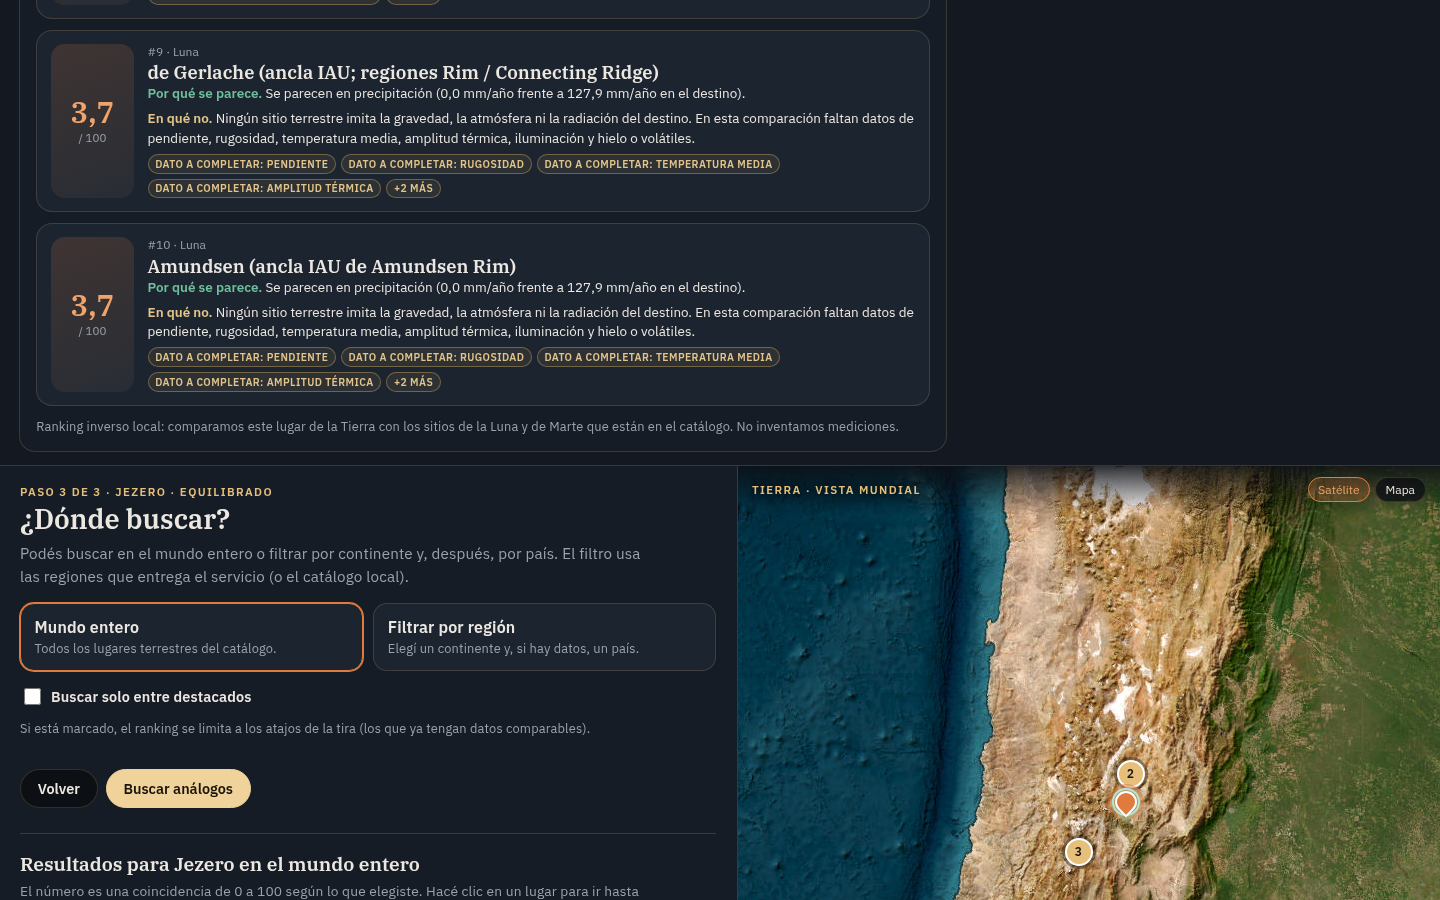 #9 · Luna
de Gerlache (ancla IAU; regiones Rim / Connecting Ridge)
Por qué se parece. Se parecen en precipitación (0,0 mm/año frente a 127,9 mm/año en el destino).
3,7
/ 100
En qué no. Ningún sitio terrestre imita la gravedad, la atmósfera ni la radiación del destino. En esta comparación faltan datos de
pendiente, rugosidad, temperatura media, amplitud térmica, iluminación y hielo o volátiles.
DATO A COMPLETAR: PENDIENTE
DATO A COMPLETAR: RUGOSIDAD
DATO A COMPLETAR: TEMPERATURA MEDIA
DATO A COMPLETAR: AMPLITUD TÉRMICA
+2 MÁS
#10 · Luna
Amundsen (ancla IAU de Amundsen Rim)
Por qué se parece. Se parecen en precipitación (0,0 mm/año frente a 127,9 mm/año en el destino).
3,7
/ 100
En qué no. Ningún sitio terrestre imita la gravedad, la atmósfera ni la radiación del destino. En esta comparación faltan datos de
pendiente, rugosidad, temperatura media, amplitud térmica, iluminación y hielo o volátiles.
DATO A COMPLETAR: PENDIENTE
DATO A COMPLETAR: RUGOSIDAD
DATO A COMPLETAR: TEMPERATURA MEDIA
DATO A COMPLETAR: AMPLITUD TÉRMICA
+2 MÁS
Ranking inverso local: comparamos este lugar de la Tierra con los sitios de la Luna y de Marte que están en el catálogo. No inventamos mediciones.
PASO 3 DE 3 · JEZERO · EQUILIBRADO
¿Dónde buscar?
Podés buscar en el mundo entero o filtrar por continente y, después, por país. El filtro usa
las regiones que entrega el servicio (o el catálogo local).
Mundo entero
Todos los lugares terrestres del catálogo.
Filtrar por región
Elegí un continente y, si hay datos, un país.
Buscar solo entre destacados
Si está marcado, el ranking se limita a los atajos de la tira (los que ya tengan datos comparables).
Volver
Buscar análogos
Resultados para Jezero en el mundo entero
El número es una coincidencia de 0 a 100 según lo que elegiste. Hacé clic en un lugar para ir hasta
TIERRA · VISTA MUNDIAL
Satélite
Mapa
2
3